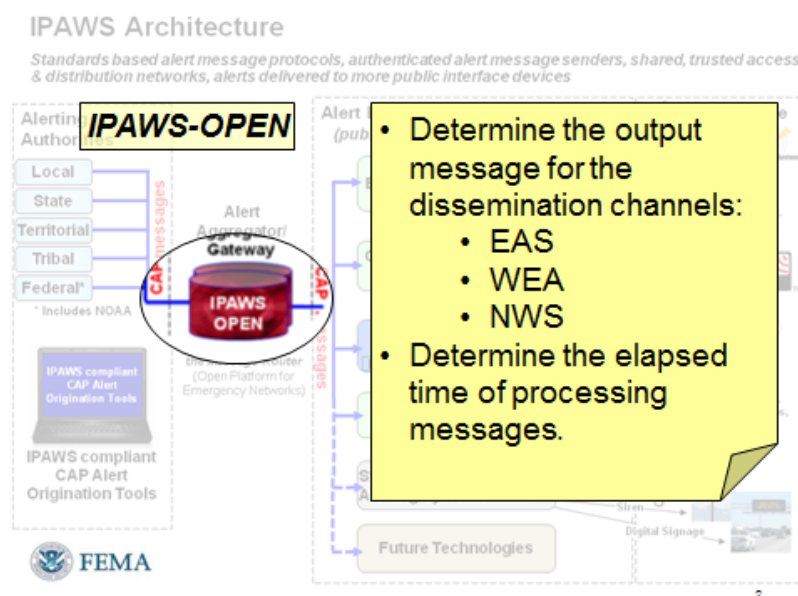 IPAWS Architecture
Standards based alert message protocols, authenticated alert message senders, shared, trusted access
& distribution networks, alerts delivered to more public interface devices
Alerting
IPAWS-OPEN
Local
State
Territorial
Tribal
Federal*
* Includes NOAA
CAP messages
Alert
Aggregator/
Gateway
IPAWS
OPEN
(Open Platform for
Emergency Networks)
CAP messages
IPAWS compliant
CAP Alert
Origination Tools
IPAWS compliant
CAP Alert
Origination Tools
Alert
• Determine the output
message for the
dissemination channels:
• EAS
• WEA
• NWS
• Determine the elapsed
time of processing
messages.
Siren
Digital Signage
Future Technologies
FEMA